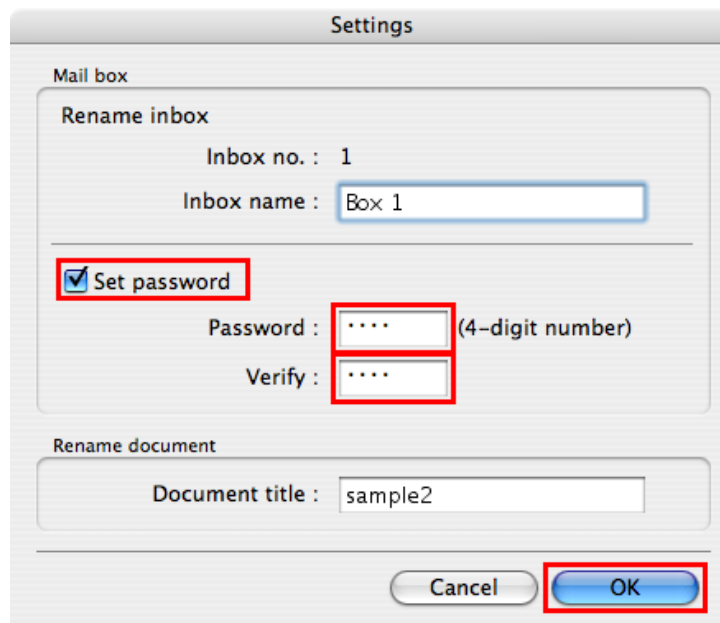 Settings
Mail box
Rename inbox
Inbox no. : 1
Inbox name : Box 1
Set password
Password : •••• (4-digit number)
Verify : ••••
Rename document
Document title : sample2
Cancel OK